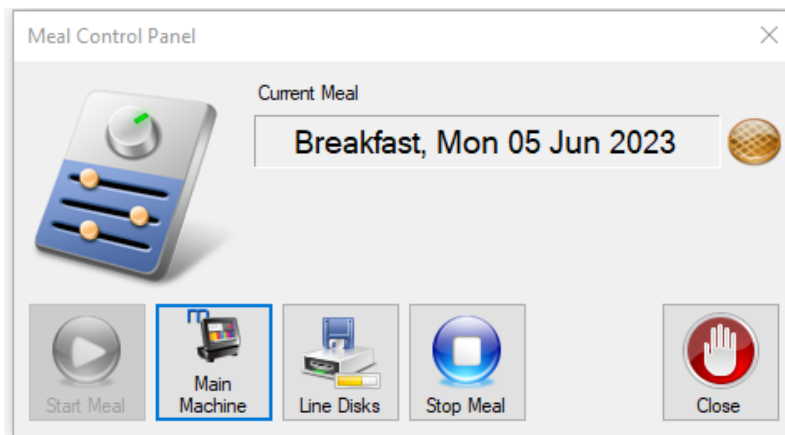 Meal Control Panel
Current Meal
Breakfast, Mon 05 Jun 2023
m
Start Meal
Main
Machine
Line Disks
Stop Meal
Close